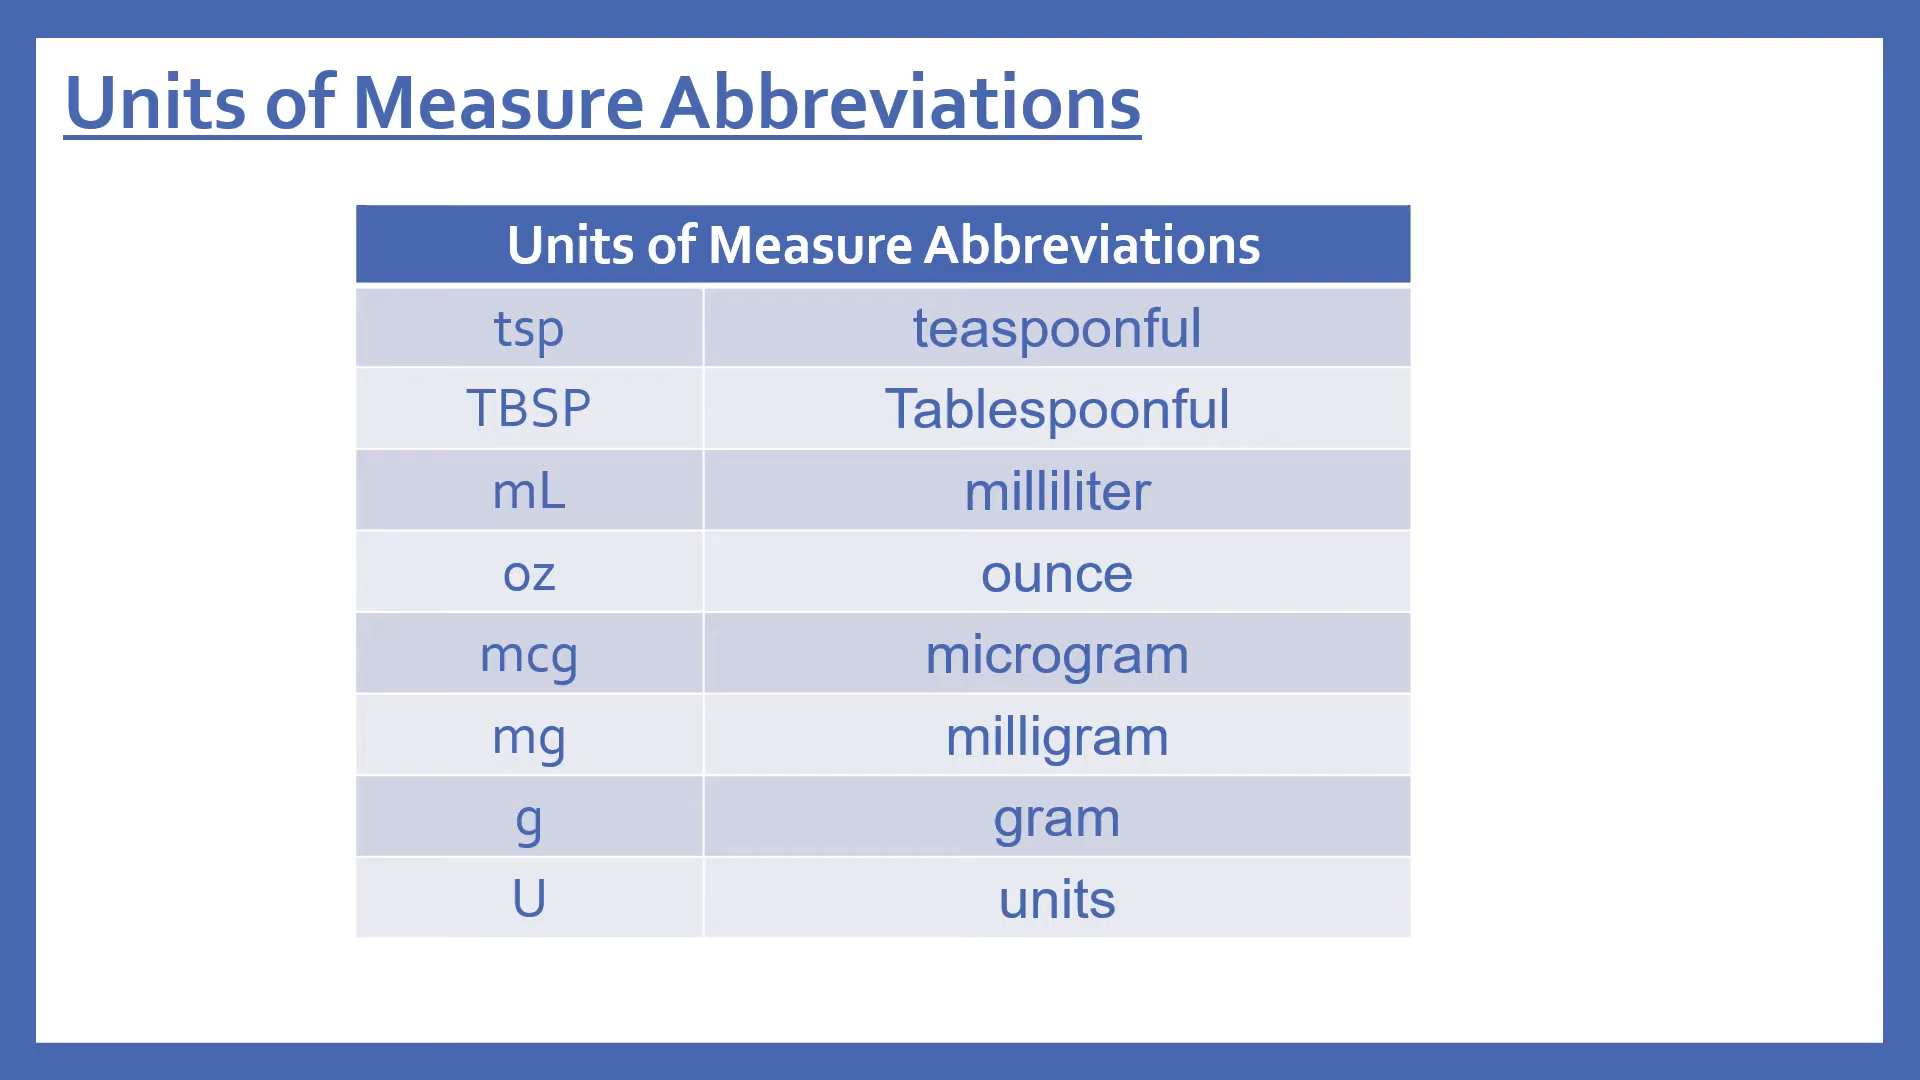 Units of Measure Abbreviations
Units of Measure Abbreviations
tsp teaspoonful
TBSP Tablespoonful
mL milliliter
oz ounce
mcg microgram
mg milligram
g gram
U units